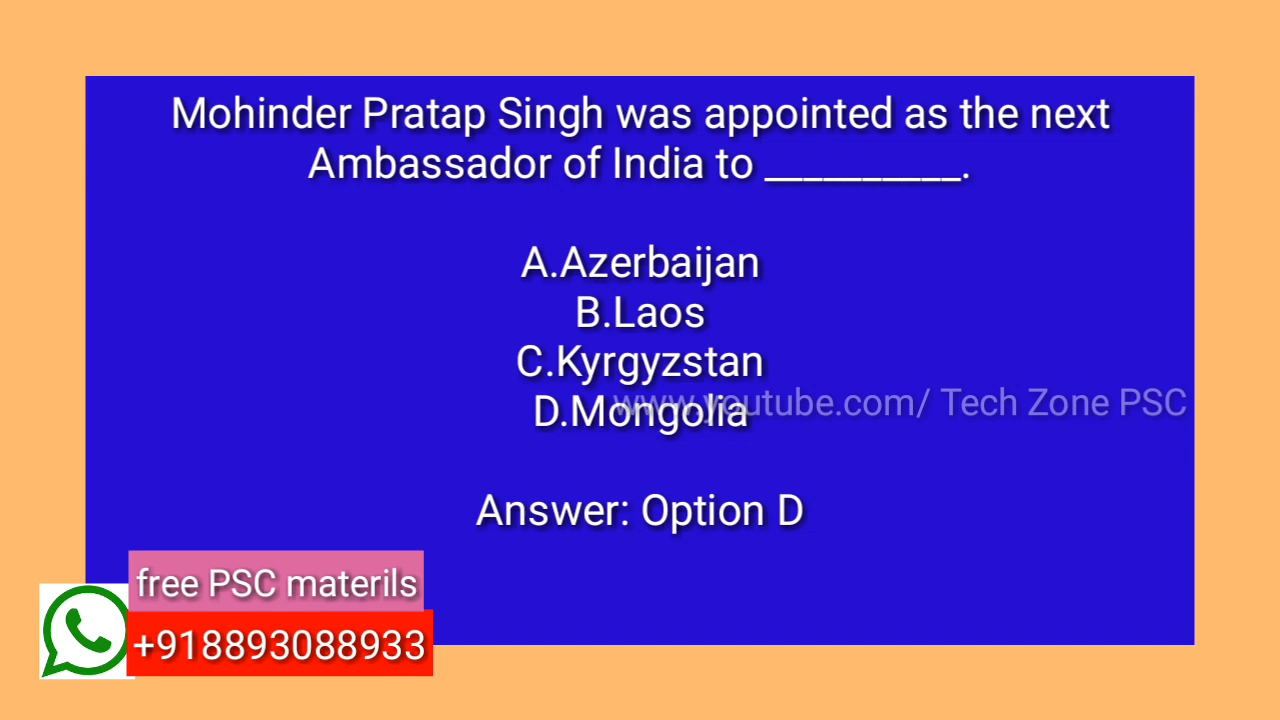 Mohinder Pratap Singh was appointed as the next
Ambassador of India to __________.
A.Azerbaijan
B.Laos
C.Kyrgyzstan
www.youtube.com/ Tech Zone PSC
D.Mongolia
Answer: Option D
free PSC materils
+918893088933